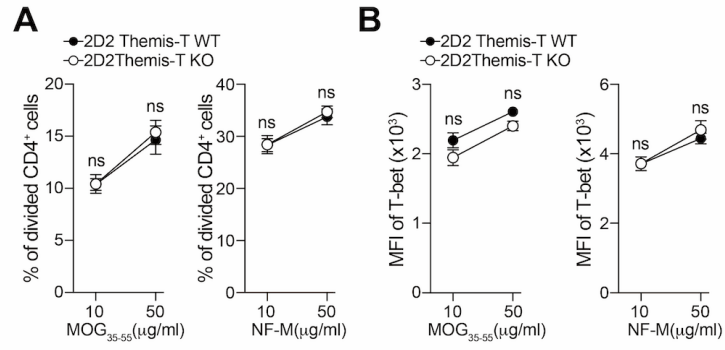 A
2D2 Themis-T WT
2D2Themis-T KO
% of divided CD4⁺ cells
20
15
10
5
0
ns
ns
10
50
MOG₃₅₋₅₅(μg/ml)
% of divided CD4⁺ cells
40
30
40
20
0
ns
ns
10
50
NF-M(μg/ml)
B
2D2 Themis-T WT
2D2Themis-T KO
MFI of T-bet (x10³)
3
2
1
0
ns
ns
10
50
MOG₃₅₋₅₅(μg/ml)
MFI of T-bet (x10³)
6
4
2
0
ns
ns
10
50
NF-M(μg/ml)